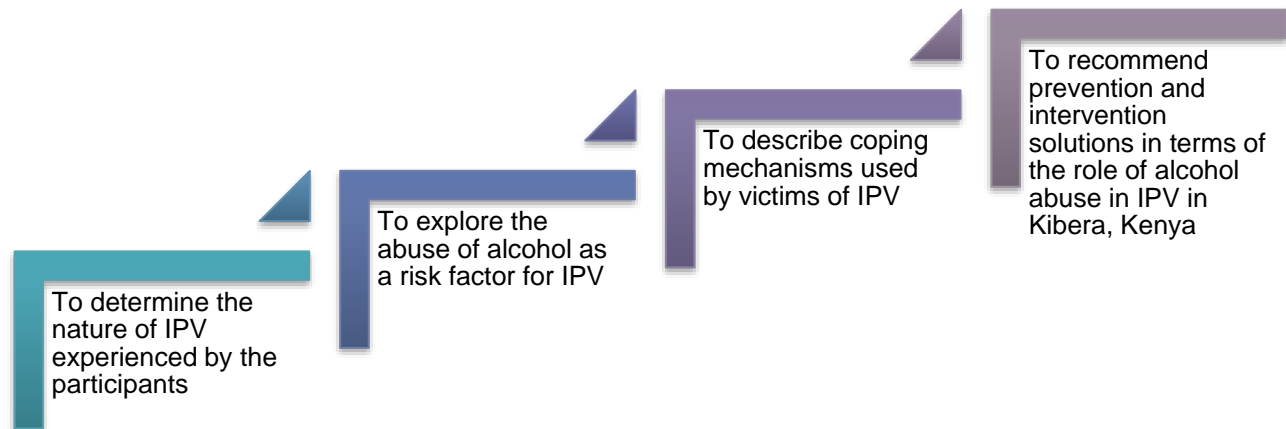 To determine the
nature of IPV
experienced by the
participants
To explore the
abuse of alcohol as
a risk factor for IPV
To describe coping
mechanisms used
by victims of IPV
To recommend
prevention and
intervention
solutions in terms of
the role of alcohol
abuse in IPV in
Kibera, Kenya